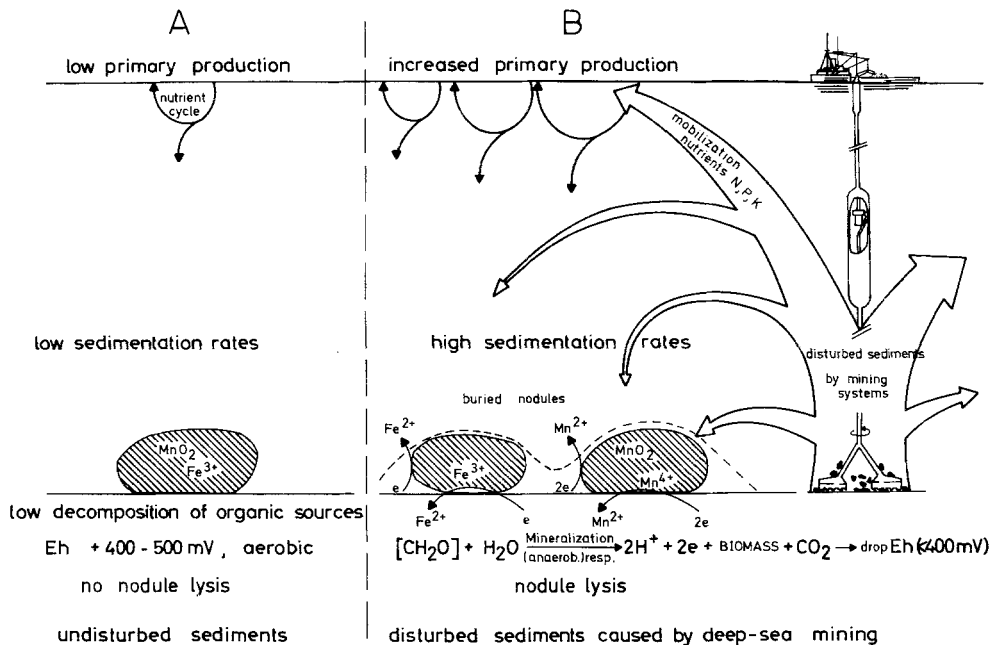 A
low primary production
nutrient
cycle
low sedimentation rates
MnO2
Fe3+
low decomposition of organic sources
Eh + 400 - 500 mV, aerobic
no nodule lysis
undisturbed sediments
B
increased primary production
mobilization
nutrients N,P,K
high sedimentation rates
disturbed sediments
by mining
systems
buried nodules
Fe2+
Fe3+
e
Fe2+
e
Mn2+
MnO2
Mn4+
2e
Mn2+
2e
[CH2O] + H2O Mineralization (anaerob.) resp. → 2H+ + 2e + BIOMASS + CO2 → drop Eh (<400 mV)
nodule lysis
disturbed sediments caused by deep-sea mining